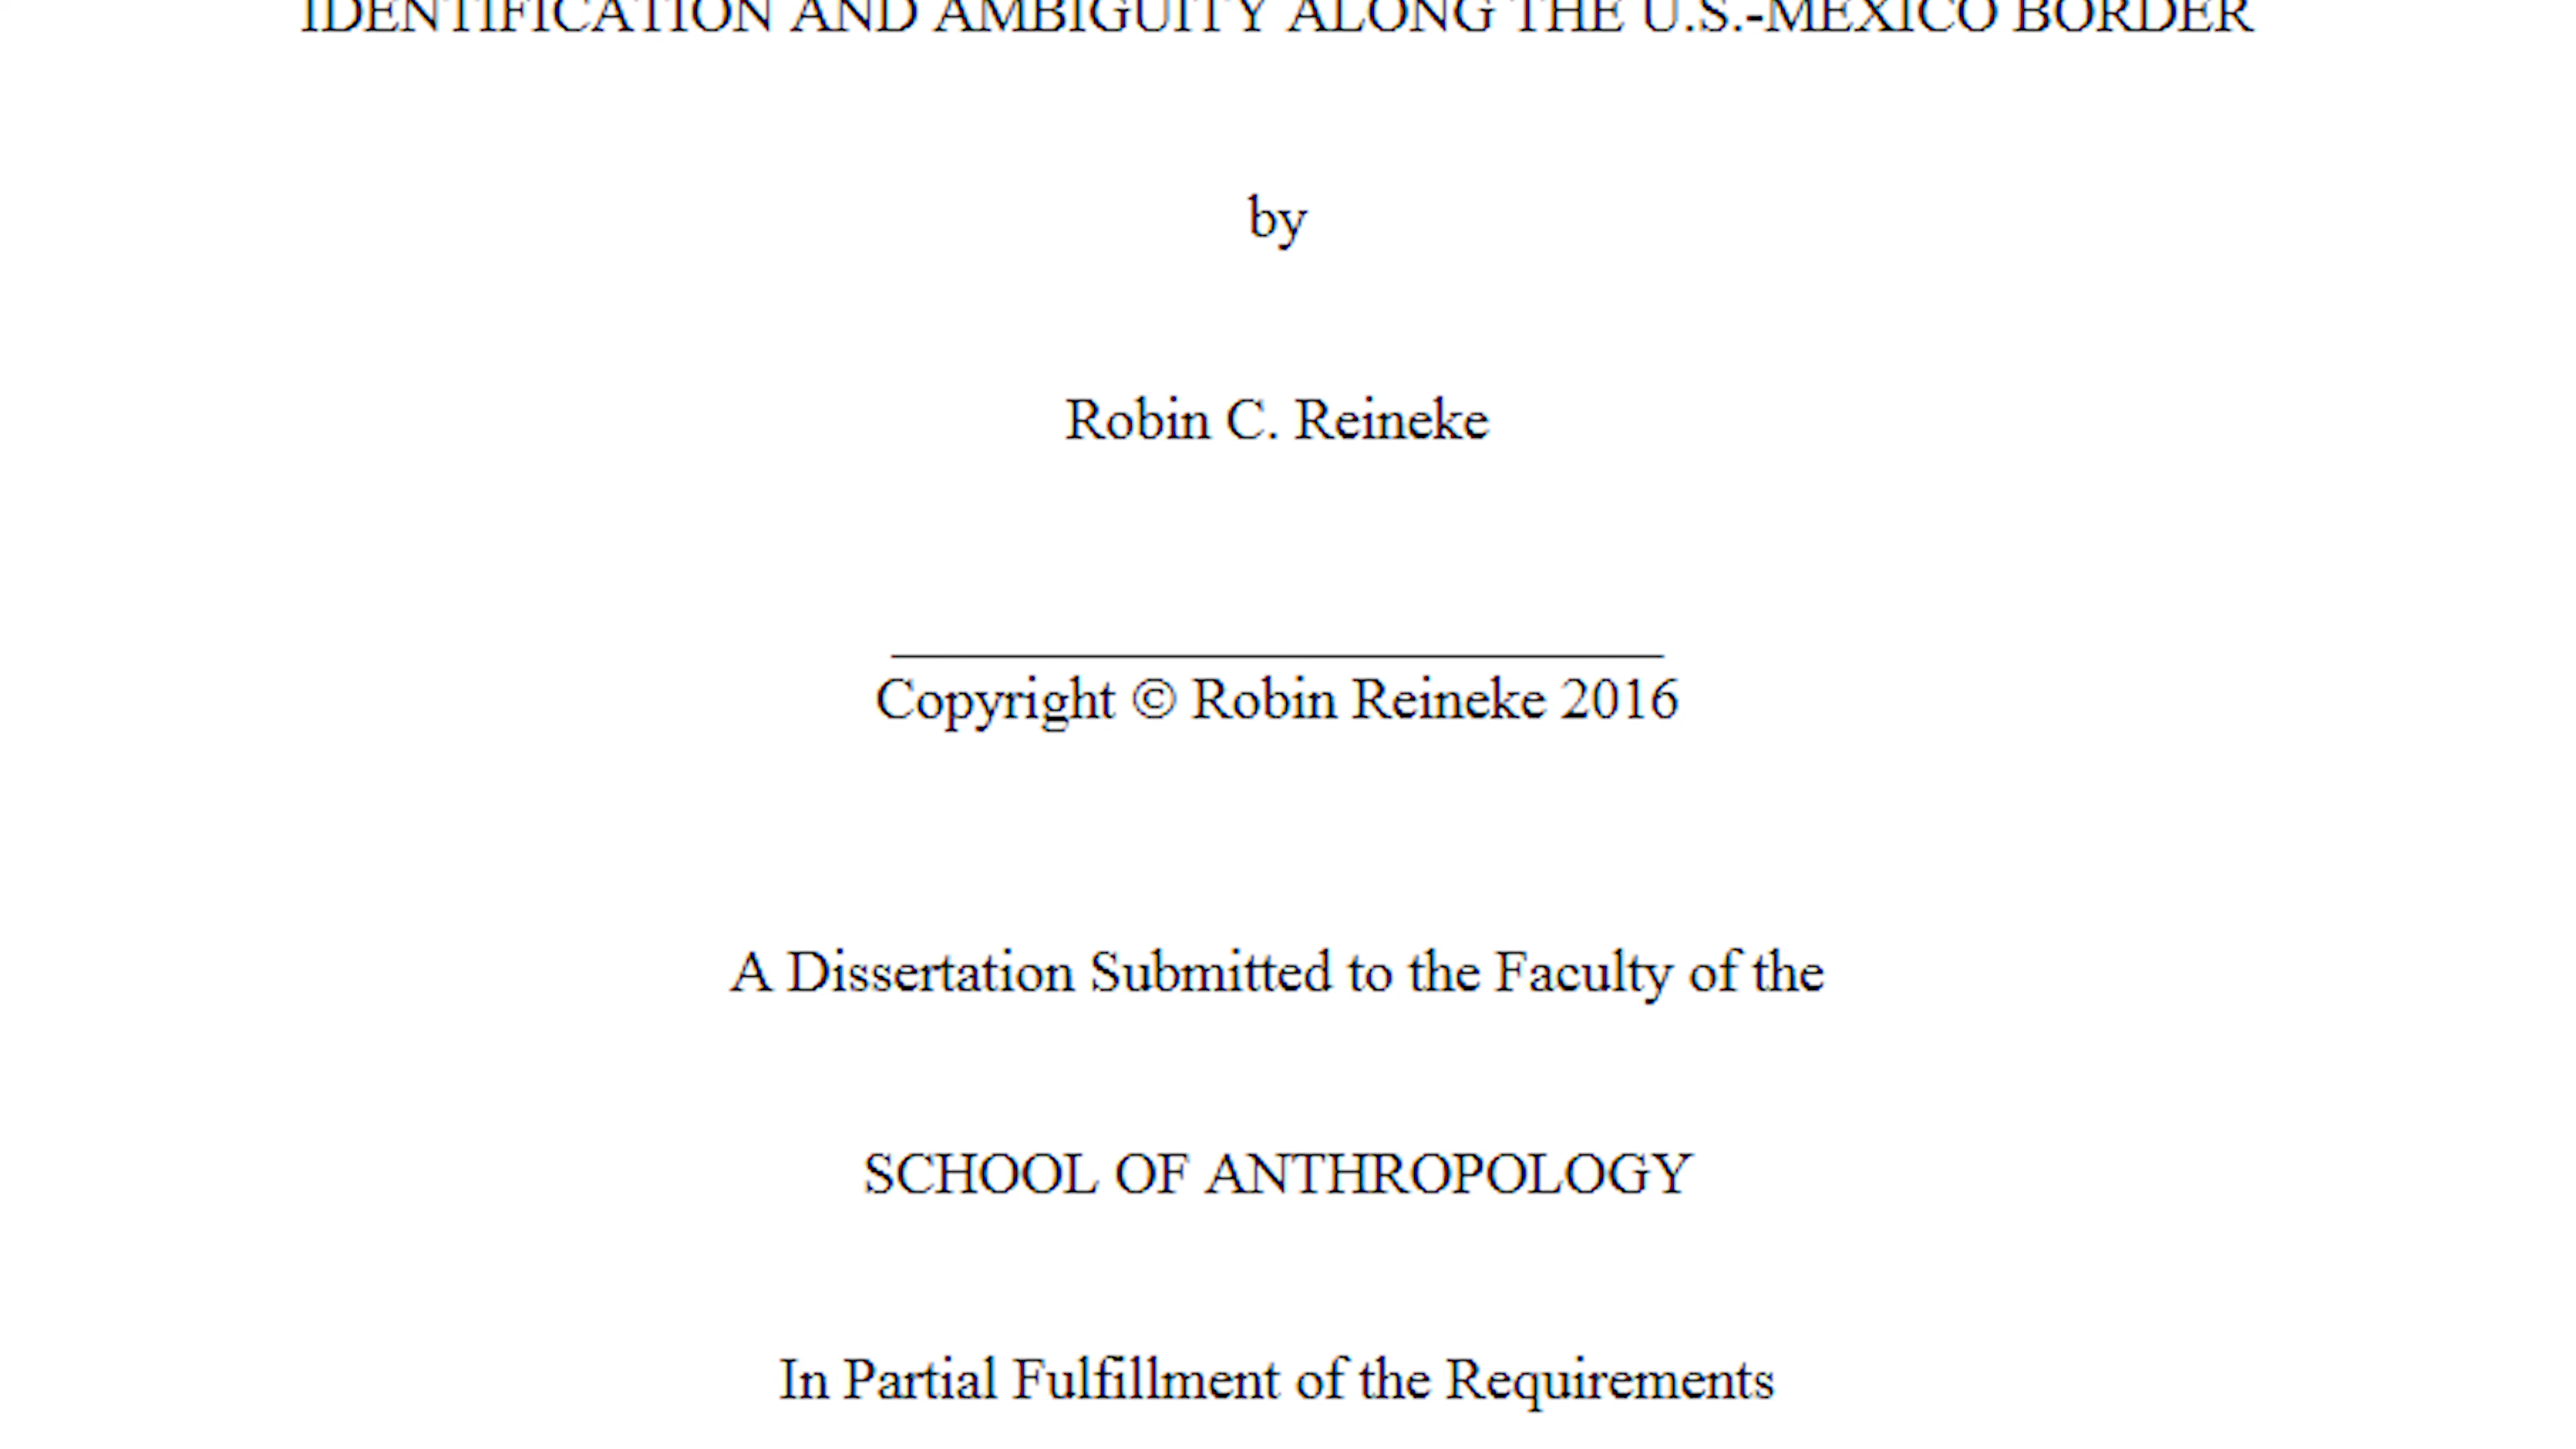 IDENTIFICATION AND AMBIGUITY ALONG THE U.S.-MEXICO BORDER
by
Robin C. Reineke
Copyright © Robin Reineke 2016
A Dissertation Submitted to the Faculty of the
SCHOOL OF ANTHROPOLOGY
In Partial Fulfillment of the Requirements